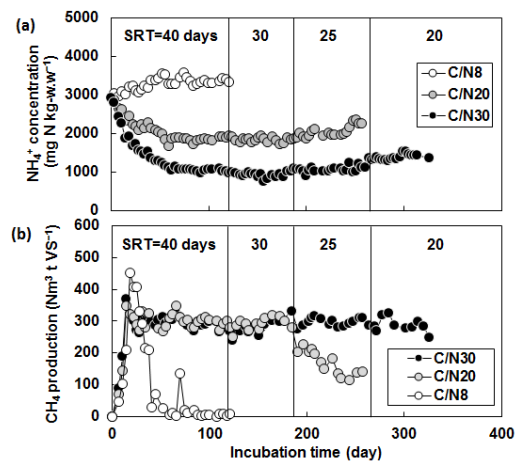 (a)
SRT=40 days 30 25 20
6000
5000
4000
3000
2000
1000
0
NH₄⁺ concentration
(mg N kg-w.w⁻¹)
C/N8
C/N20
C/N30
(b)
SRT=40 days 30 25 20
600
500
400
300
200
100
0
CH₄ production (Nm³ t VS⁻¹)
C/N30
C/N20
C/N8
0 100 200 300 400
Incubation time (day)